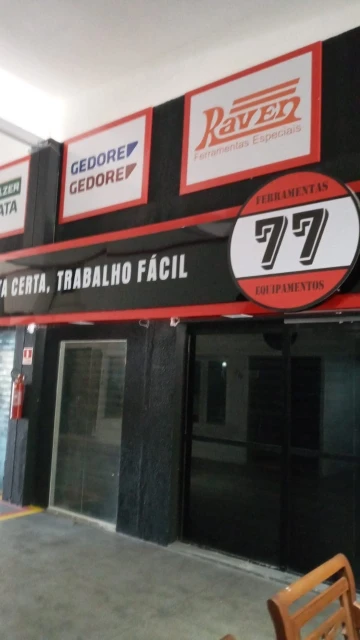 RAVEN
Ferramentas Especiais
GEDORE
GEDORE
ATA
TA CERTA, TRABALHO FÁCIL
FERRAMENTAS
77
EQUIPAMENTOS